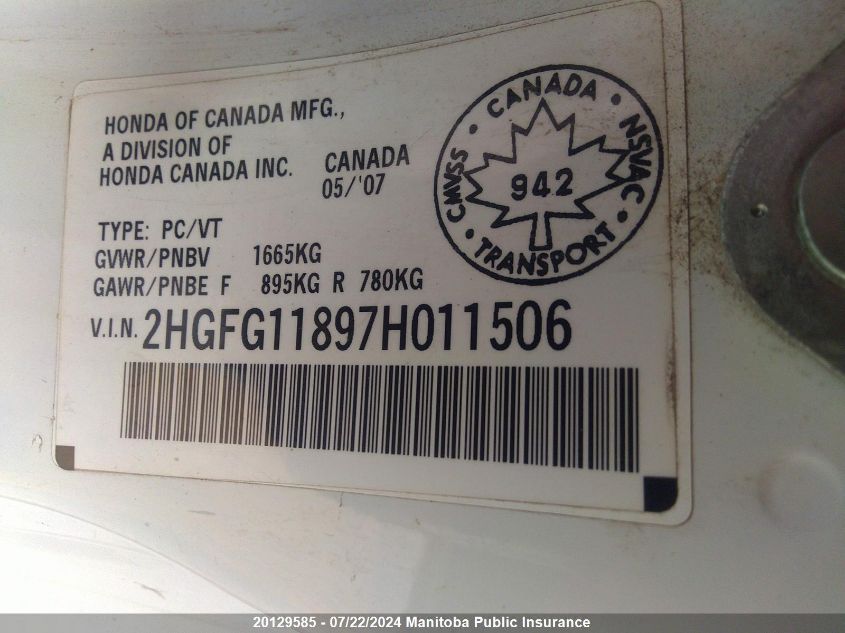 HONDA OF CANADA MFG.,
A DIVISION OF
HONDA CANADA INC. CANADA
05/'07
TYPE: PC/VT
GVWR/PNBV 1665KG
GAWR/PNBE F 895KG R 780KG
V.I.N. 2HGFG11897H011506
CMVSS • CANADA • NSVAC • TRANSPORT •
942
20129585 - 07/22/2024 Manitoba Public Insurance